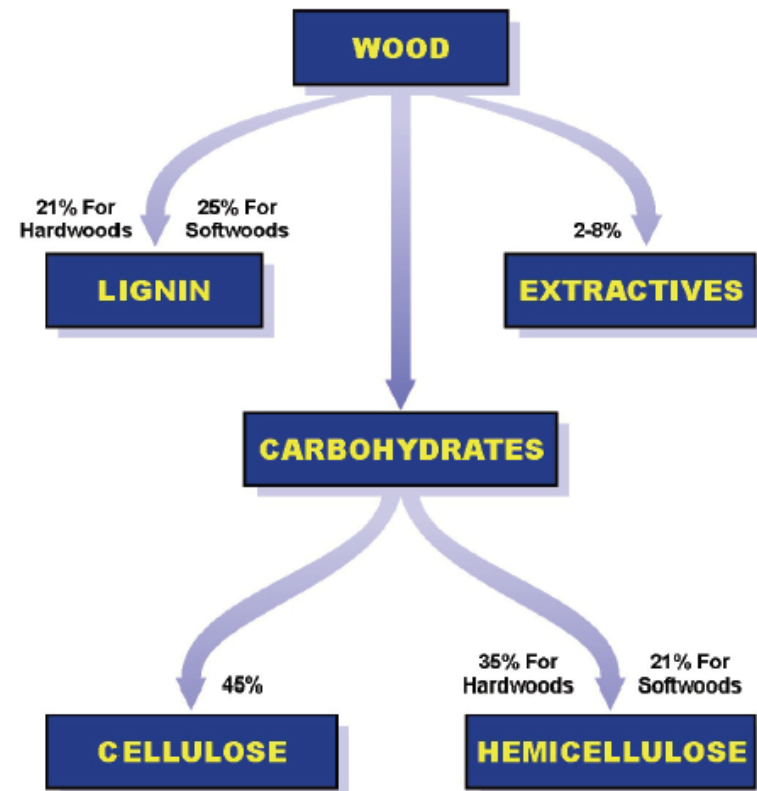 WOOD
21% For
Hardwoods
25% For
Softwoods
2-8%
LIGNIN
EXTRACTIVES
CARBOHYDRATES
45%
35% For
Hardwoods
21% For
Softwoods
CELLULOSE
HEMICELLULOSE